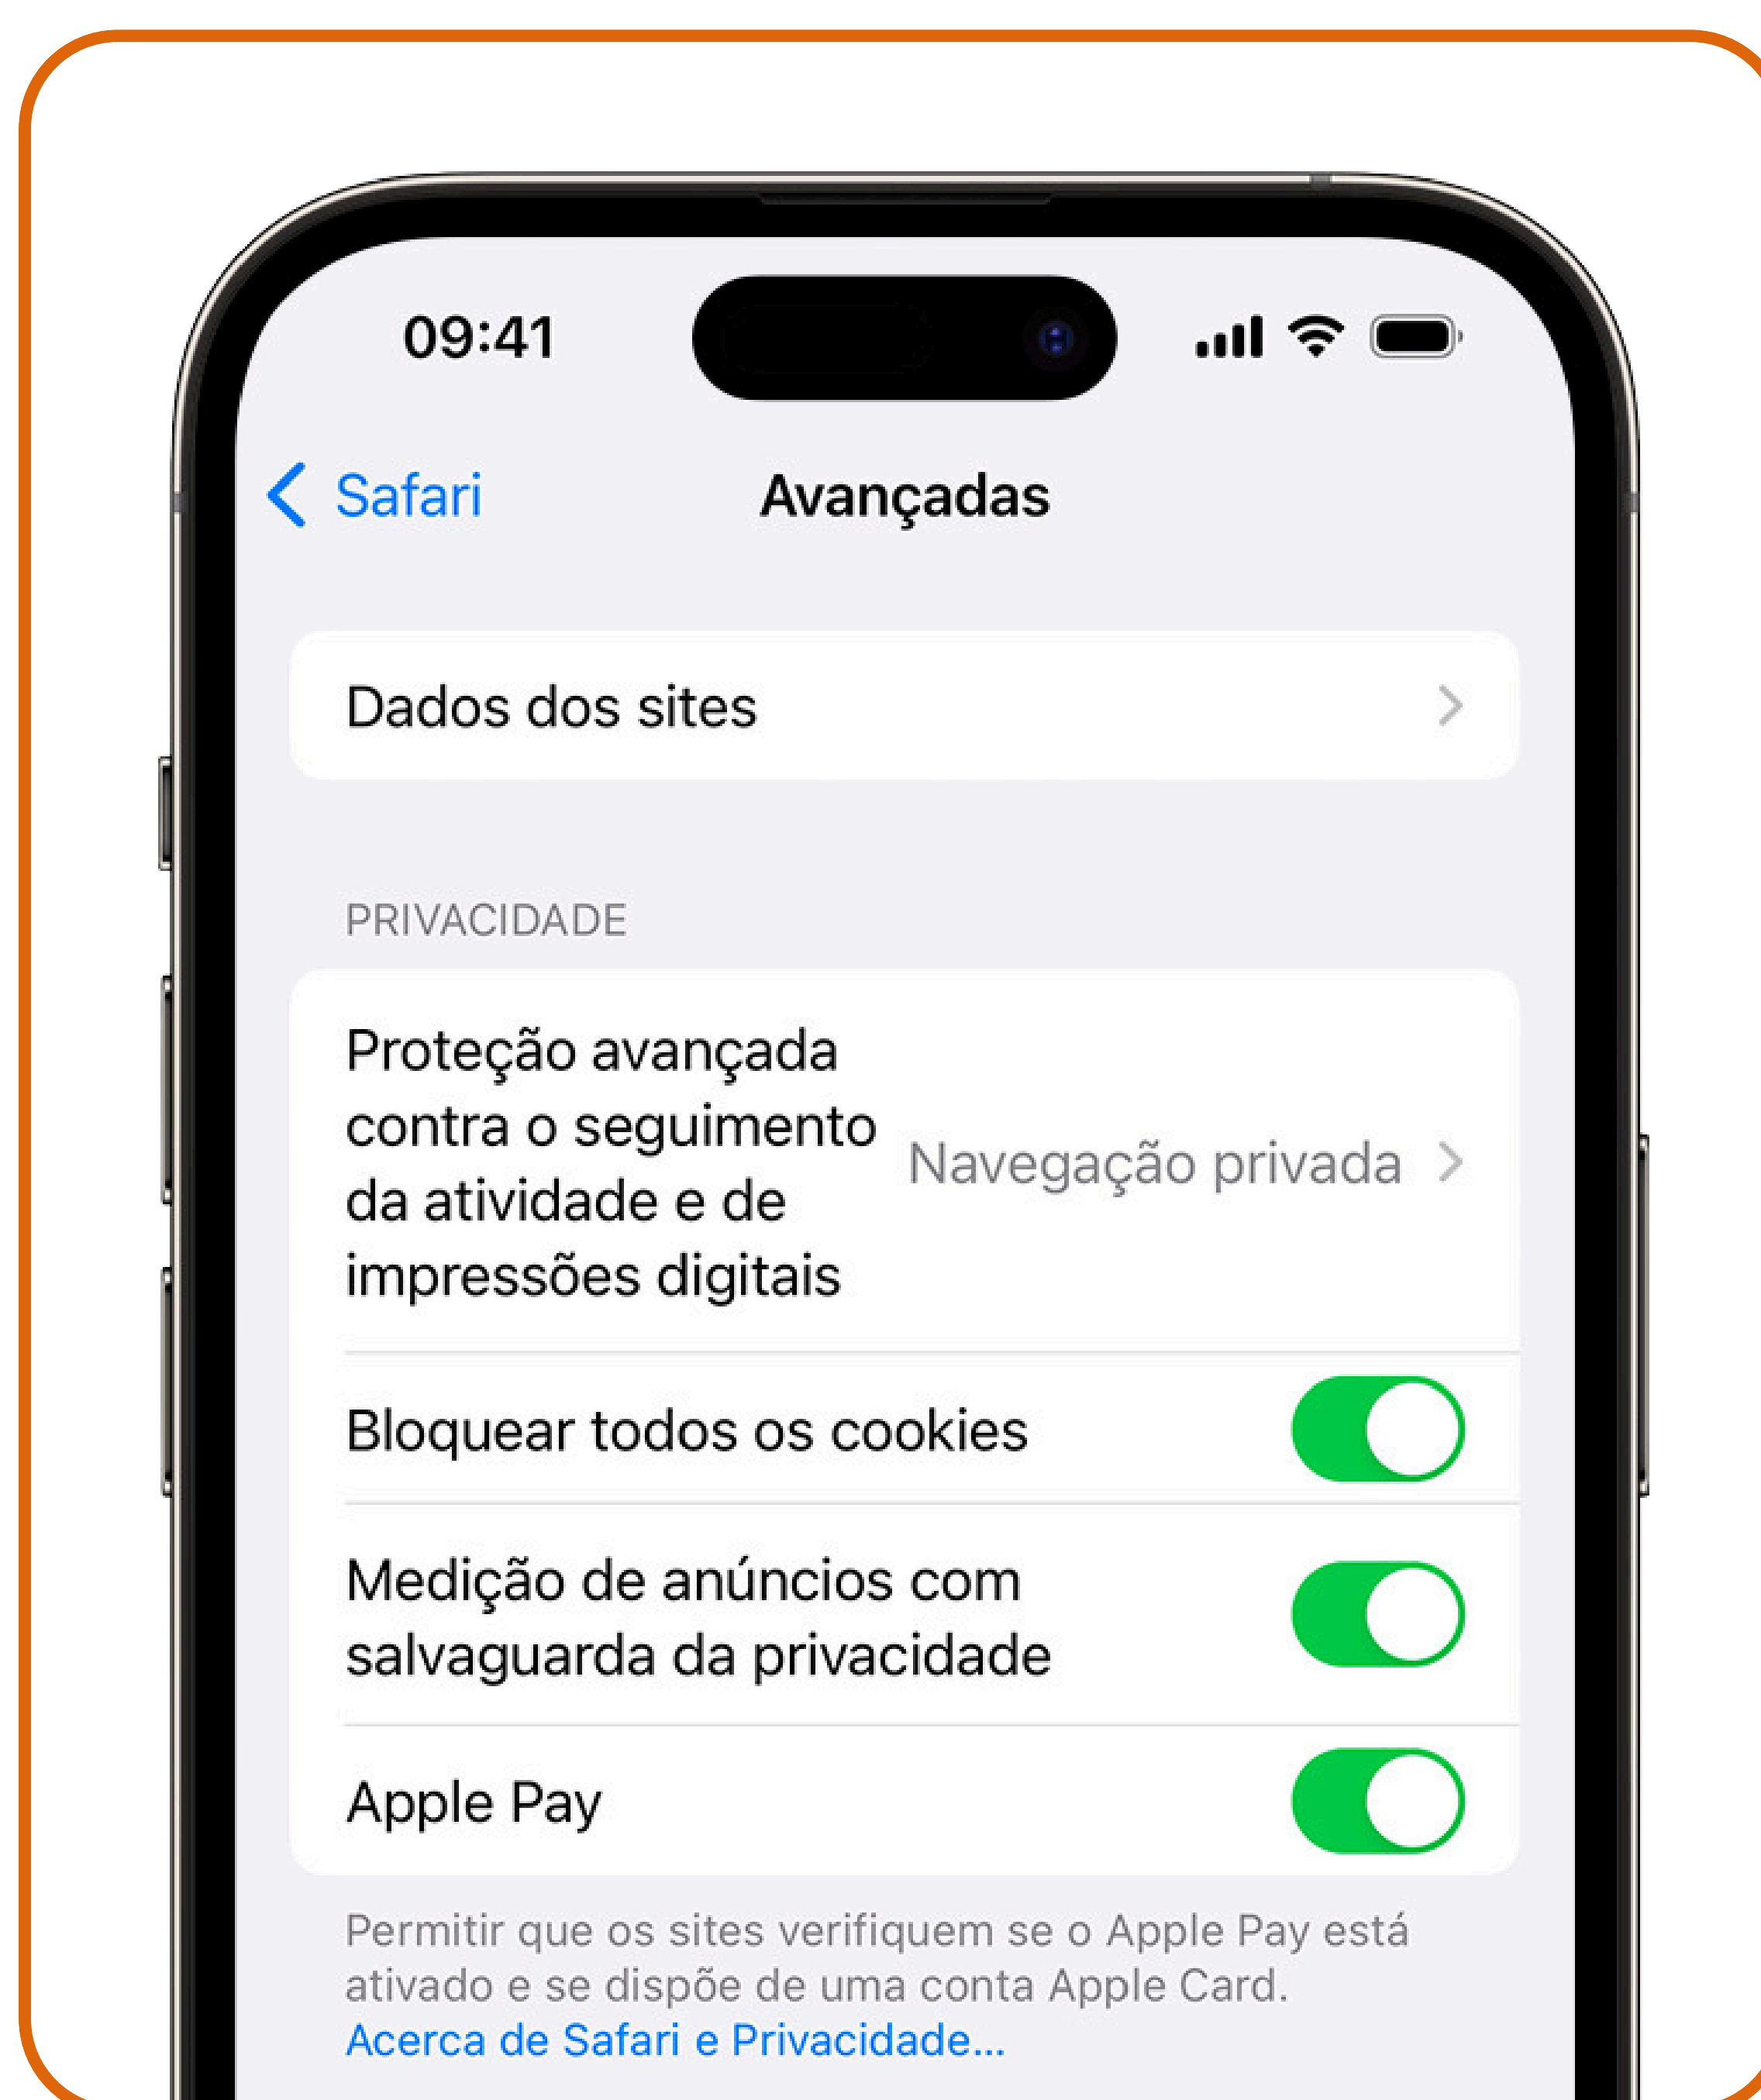 09:41
Safari
Avançadas
Dados dos sites
PRIVACIDADE
Proteção avançada
contra o seguimento
da atividade e de
impressões digitais
Navegação privada
Bloquear todos os cookies
Medição de anúncios com
salvaguarda da privacidade
Apple Pay
Permitir que os sites verifiquem se o Apple Pay está
ativado e se dispõe de uma conta Apple Card.
Acerca de Safari e Privacidade...